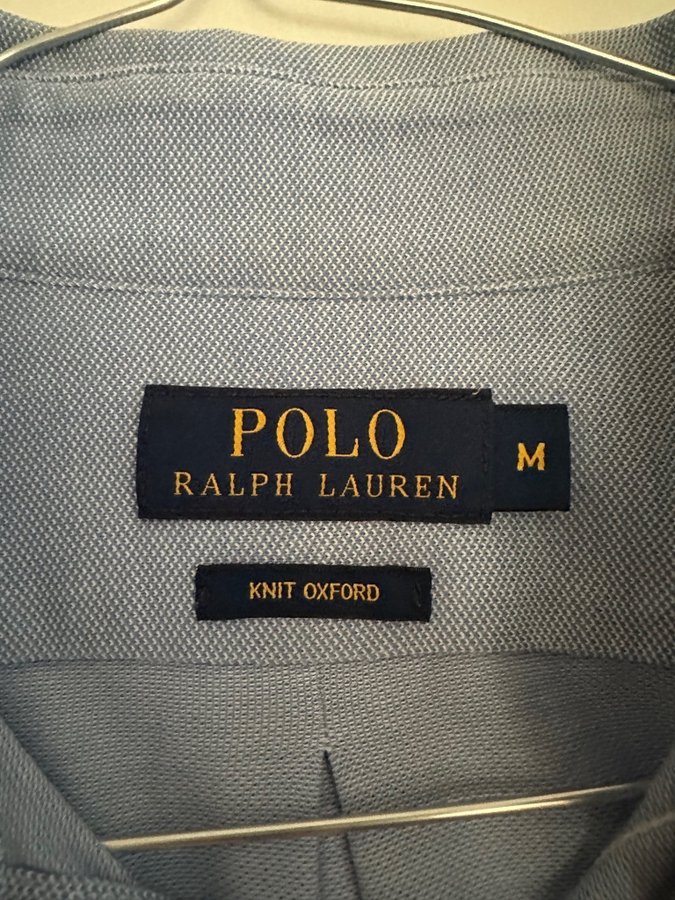 POLO
RALPH LAUREN
M
KNIT OXFORD